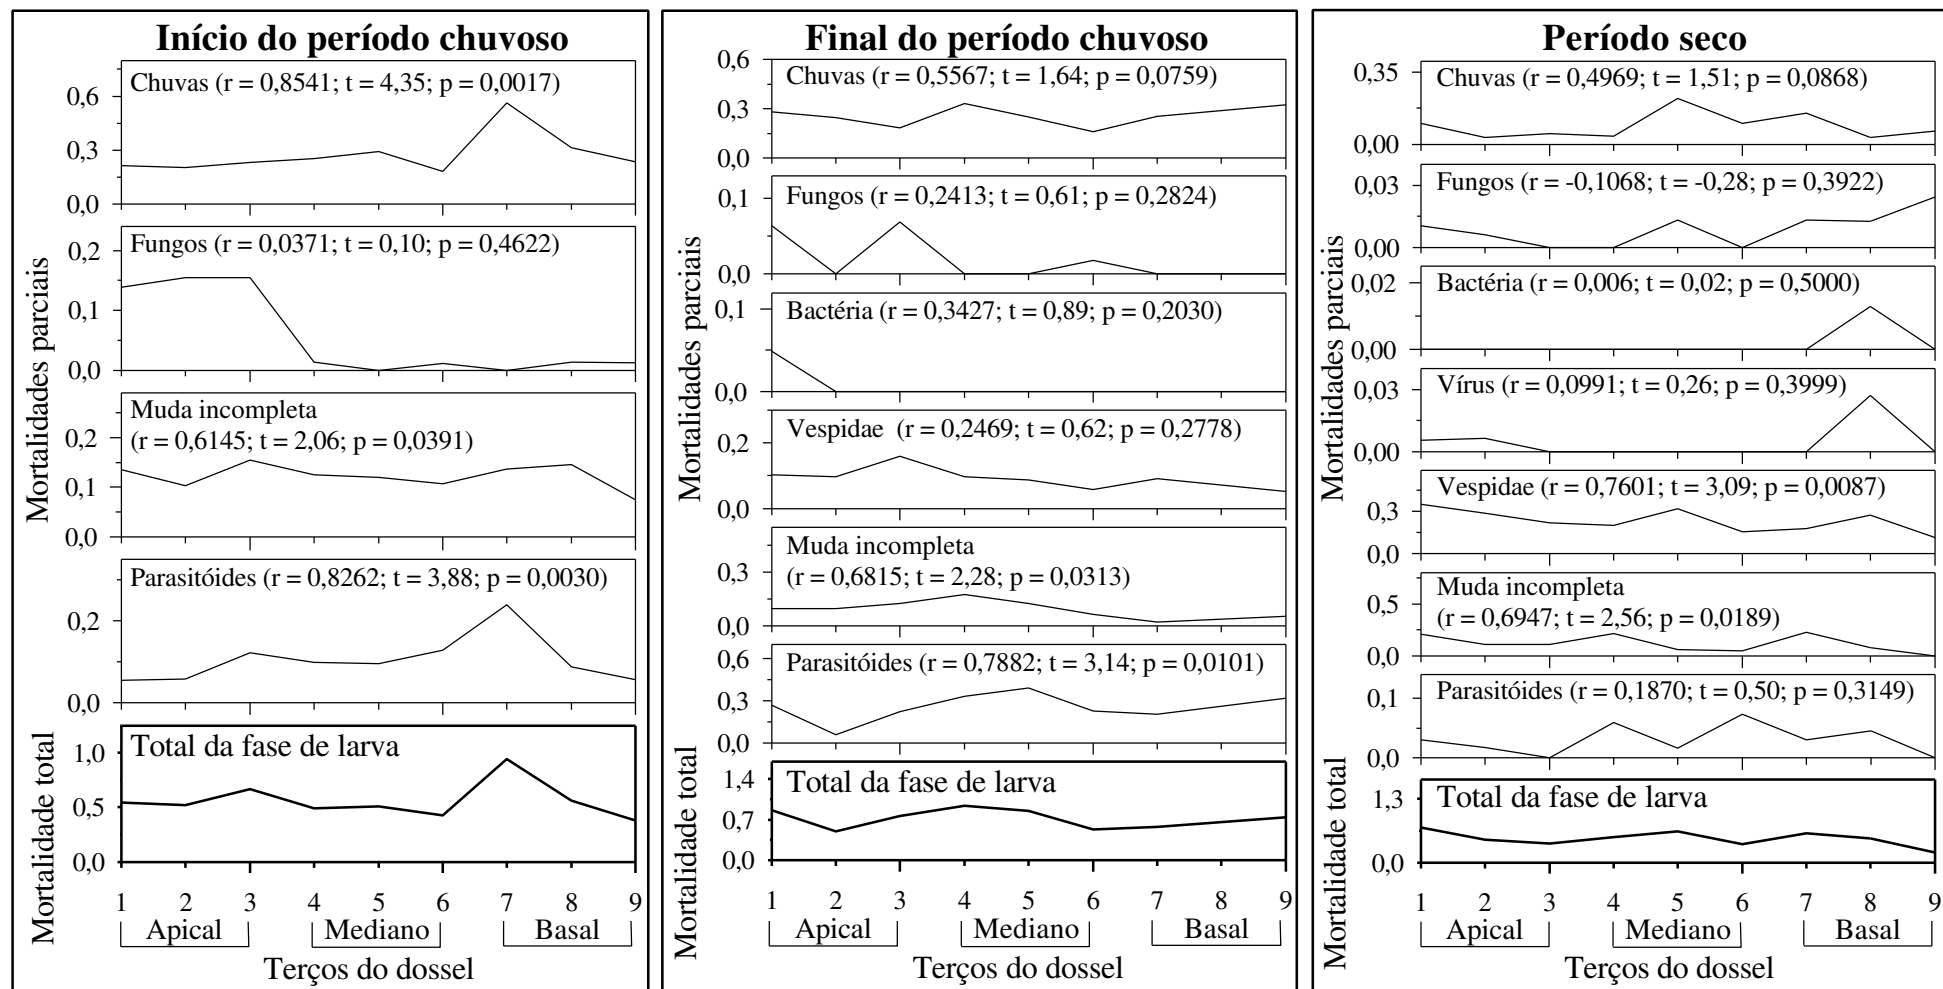 Início do período chuvoso
Mortalidades parciais
Chuvas (r = 0,8541; t = 4,35; p = 0,0017)
0,6
0,3
0,0
Fungos (r = 0,0371; t = 0,10; p = 0,4622)
0,2
0,1
0,0
Muda incompleta
(r = 0,6145; t = 2,06; p = 0,0391)
0,2
0,1
0,0
Parasitóides (r = 0,8262; t = 3,88; p = 0,0030)
0,2
0,0
Mortalidade total
Total da fase de larva
1,0
0,5
0,0
1 2 3 4 5 6 7 8 9
Apical Mediano Basal
Terços do dossel
Final do período chuvoso
Mortalidades parciais
0,6
Chuvas (r = 0,5567; t = 1,64; p = 0,0759)
0,3
0,0
Fungos (r = 0,2413; t = 0,61; p = 0,2824)
0,1
0,0
Bactéria (r = 0,3427; t = 0,89; p = 0,2030)
0,1
0,0
Vespidae (r = 0,2469; t = 0,62; p = 0,2778)
0,2
0,0
Muda incompleta
(r = 0,6815; t = 2,28; p = 0,0313)
0,3
0,0
Parasitóides (r = 0,7882; t = 3,14; p = 0,0101)
0,6
0,3
0,0
Mortalidade total
Total da fase de larva
1,4
0,7
0,0
1 2 3 4 5 6 7 8 9
Apical Mediano Basal
Terços do dossel
Período seco
Mortalidades parciais
0,35
Chuvas (r = 0,4969; t = 1,51; p = 0,0868)
0,00
Fungos (r = -0,1068; t = -0,28; p = 0,3922)
0,03
0,00
Bactéria (r = 0,006; t = 0,02; p = 0,5000)
0,02
0,00
Vírus (r = 0,0991; t = 0,26; p = 0,3999)
0,03
0,00
Vespidae (r = 0,7601; t = 3,09; p = 0,0087)
0,3
0,0
Muda incompleta
(r = 0,6947; t = 2,56; p = 0,0189)
0,5
0,0
Parasitóides (r = 0,1870; t = 0,50; p = 0,3149)
0,1
0,0
Mortalidade total
Total da fase de larva
1,3
0,0
1 2 3 4 5 6 7 8 9
Apical Mediano Basal
Terços do dossel